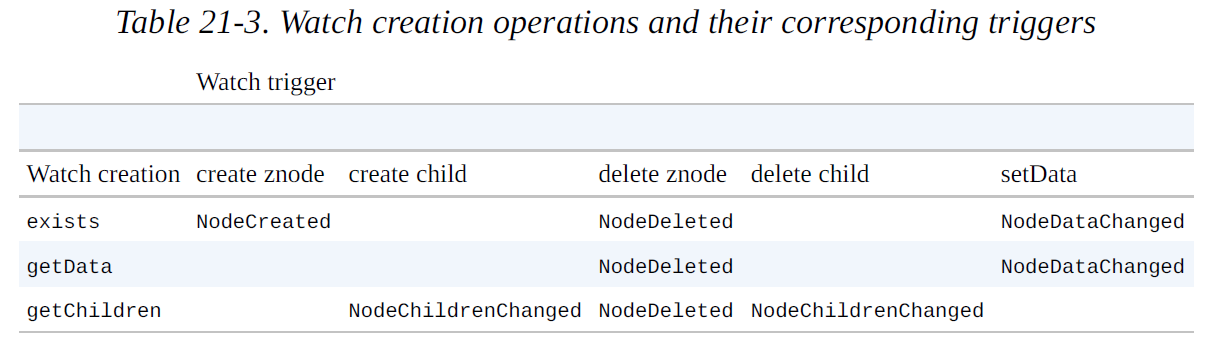 Table 21-3. Watch creation operations and their corresponding triggers
Watch trigger
Watch creation create znode create child delete znode delete child setData
exists NodeCreated NodeDeleted NodeDataChanged
getData NodeDeleted NodeDataChanged
getChildren NodeChildrenChanged NodeDeleted NodeChildrenChanged